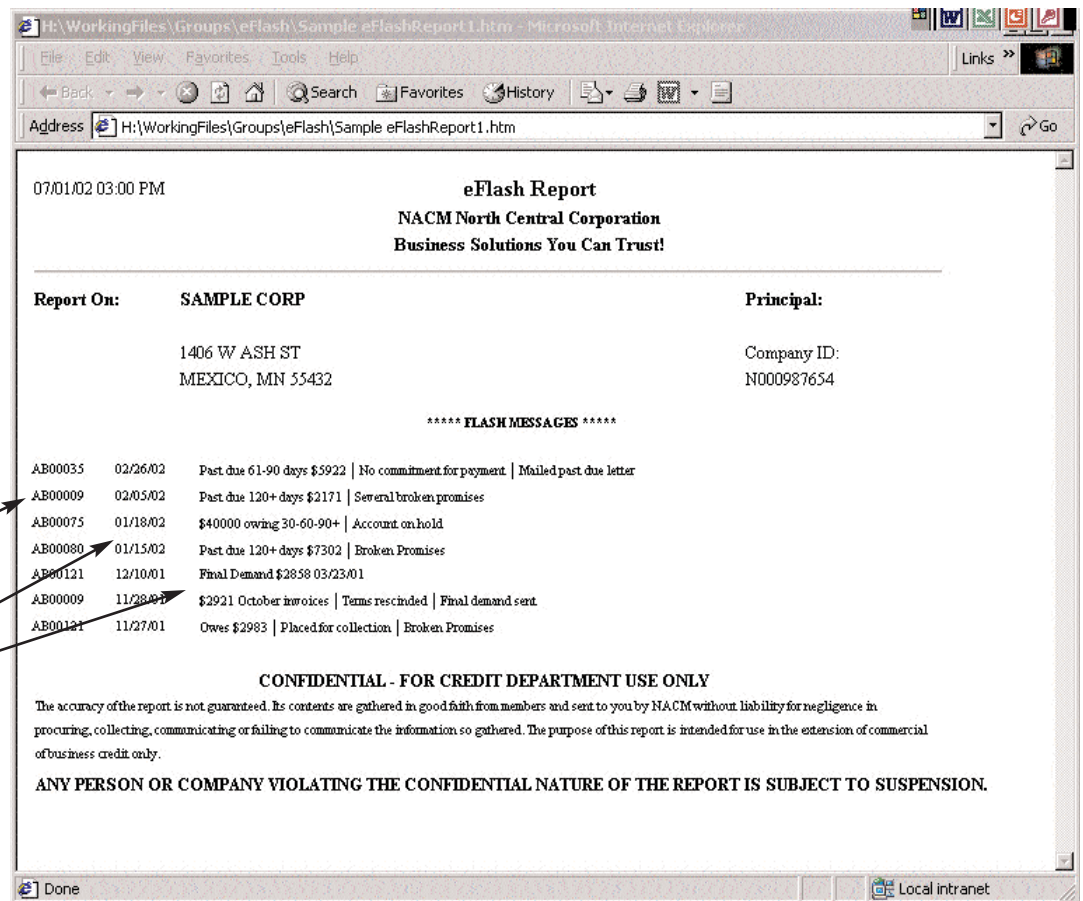 H:\WorkingFiles\Groups\eFlash\Sample eFlashReport1.htm - Microsoft Internet Explorer
File Edit View Favorites Tools Help Links »
Back Search Favorites History
Address H:\WorkingFiles\Groups\eFlash\Sample eFlashReport1.htm Go
07/01/02 03:00 PM eFlash Report
NACM North Central Corporation
Business Solutions You Can Trust!
Report On: SAMPLE CORP Principal:
1406 W ASH ST Company ID:
MEXICO, MN 55432 N000987654
***** FLASH MESSAGES *****
AB00035 02/26/02 Past due 61-90 days $5922 | No commitment for payment | Mailed past due letter
AB00009 02/05/02 Past due 120+ days $2171 | Several broken promises
AB00075 01/18/02 $40000 owing 30-60-90+ | Account on hold
AB00080 01/15/02 Past due 120+ days $7302 | Broken Promises
AB00121 12/10/01 Final Demand $2858 03/23/01
AB00009 11/28/01 $2921 October invoices | Terms rescinded | Final demand sent
AB00121 11/27/01 Owes $2983 | Placed for collection | Broken Promises
CONFIDENTIAL - FOR CREDIT DEPARTMENT USE ONLY
The accuracy of the report is not guaranteed. Its contents are gathered in good faith from members and sent to you by NACM without liability for negligence in
procuring, collecting, communicating or failing to communicate the information so gathered. The purpose of this report is intended for use in the extension of commercial
of business credit only.
ANY PERSON OR COMPANY VIOLATING THE CONFIDENTIAL NATURE OF THE REPORT IS SUBJECT TO SUSPENSION.
Done Local intranet